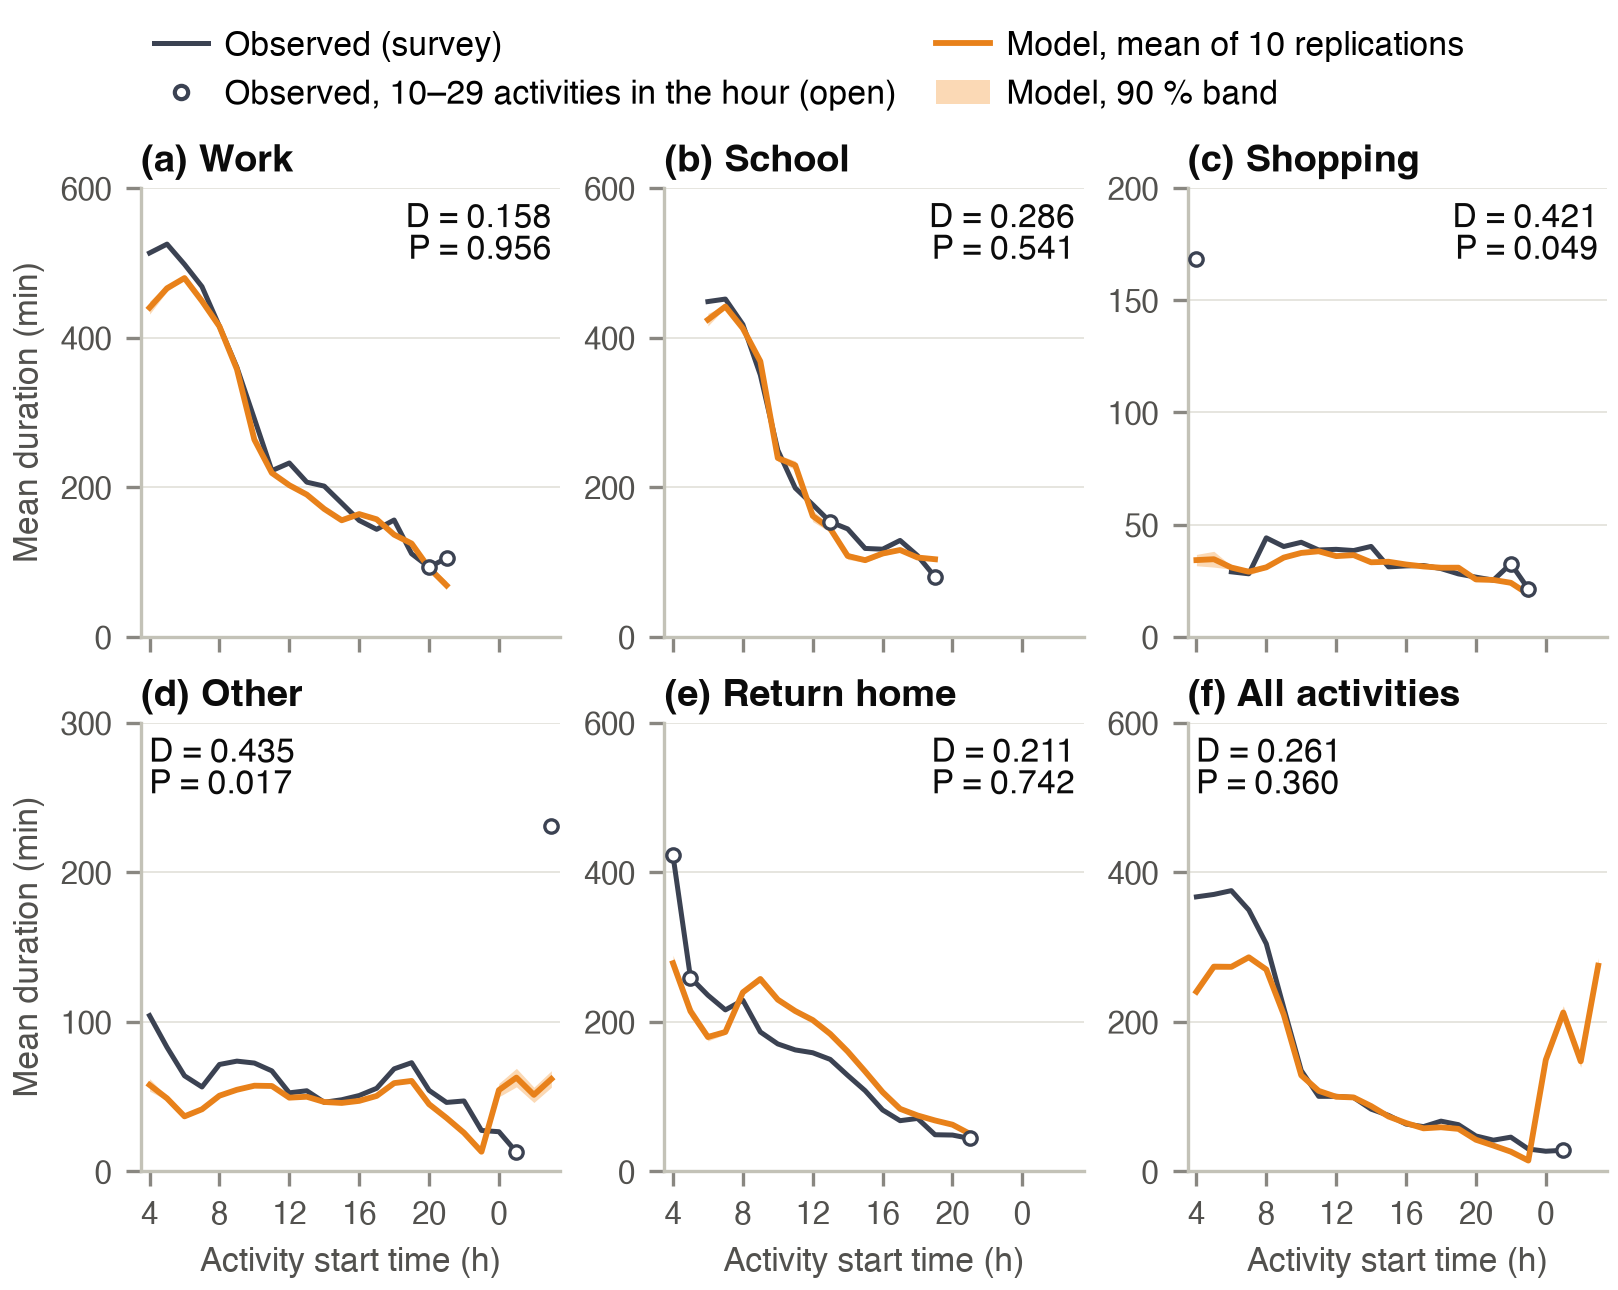 Observed (survey)
Model, mean of 10 replications
Observed, 10–29 activities in the hour (open)
Model, 90 % band
(a) Work
(b) School
(c) Shopping
600
400
200
0
Mean duration (min)
D = 0.158
P = 0.956
600
400
200
0
D = 0.286
P = 0.541
200
150
100
50
0
D = 0.421
P = 0.049
(d) Other
(e) Return home
(f) All activities
300
200
100
0
Mean duration (min)
D = 0.435
P = 0.017
600
400
200
0
D = 0.211
P = 0.742
600
400
200
0
D = 0.261
P = 0.360
4 8 12 16 20 0
4 8 12 16 20 0
4 8 12 16 20 0
Activity start time (h)
Activity start time (h)
Activity start time (h)